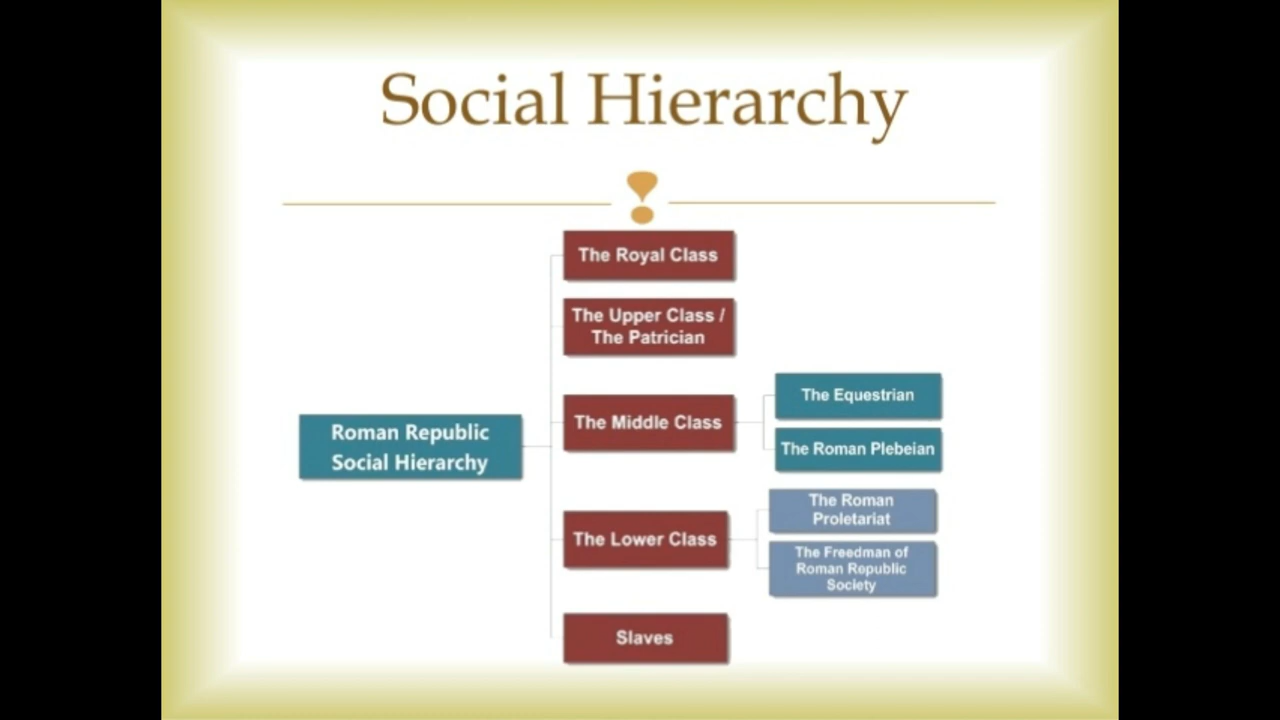 Social Hierarchy
The Royal Class
The Upper Class /
The Patrician
The Middle Class
The Equestrian
The Roman Plebeian
Roman Republic
Social Hierarchy
The Lower Class
The Roman
Proletariat
The Freedman of
Roman Republic
Society
Slaves